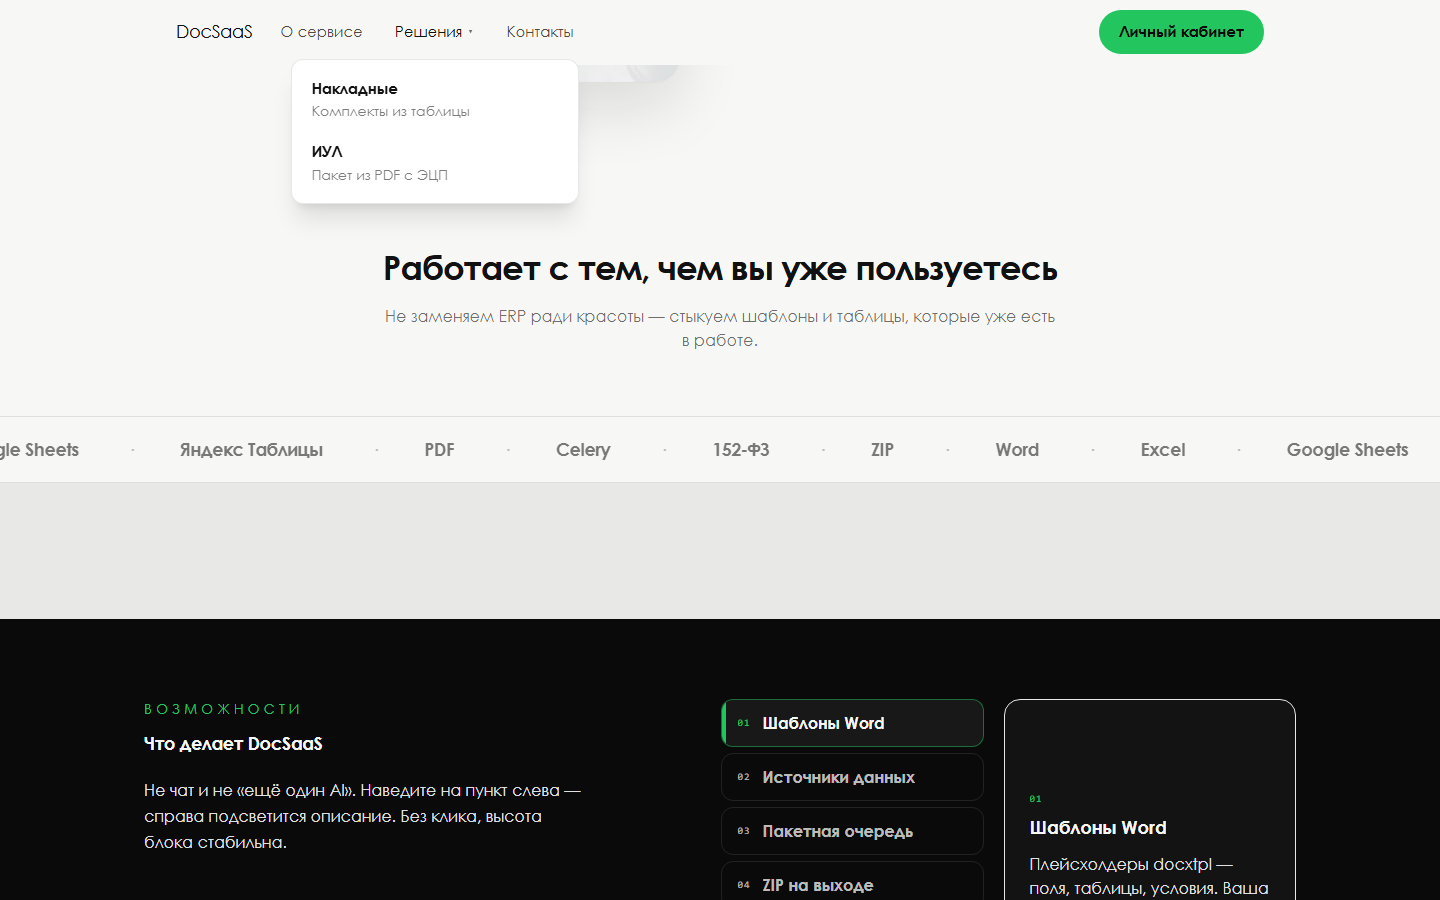 DocSaaS О сервисе Решения Контакты Личный кабинет
Накладные
Комплекты из таблицы
ИУЛ
Пакет из PDF с ЭЦП
Работает с тем, чем вы уже пользуетесь
Не заменяем ERP ради красоты — стыкуем шаблоны и таблицы, которые уже есть
в работе.
gle Sheets · Яндекс Таблицы · PDF · Celery · 152-ФЗ · ZIP · Word · Excel · Google Sheets
ВОЗМОЖНОСТИ
Что делает DocSaaS
Не чат и не «ещё один AI». Наведите на пункт слева —
справа подсветится описание. Без клика, высота
блока стабильна.
01 Шаблоны Word
02 Источники данных
03 Пакетная очередь
04 ZIP на выходе
01
Шаблоны Word
Плейсхолдеры docxtpl —
поля, таблицы, условия. Ваша